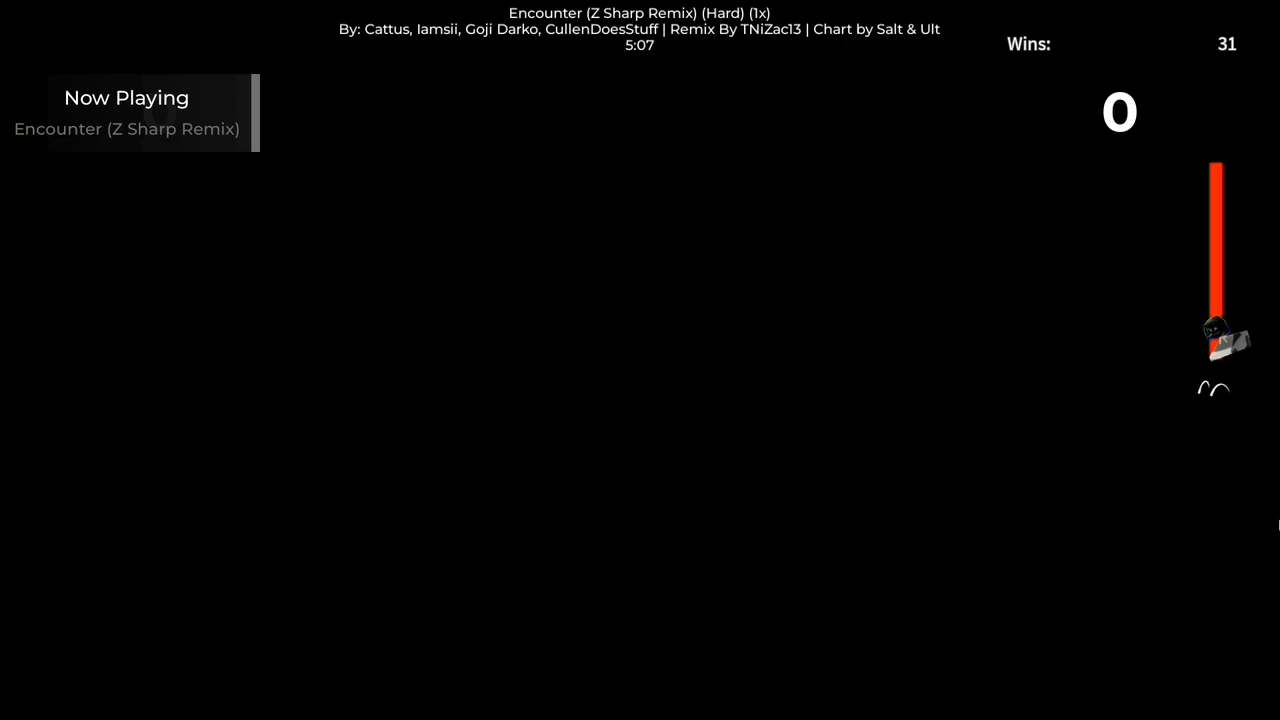 Encounter (Z Sharp Remix) (Hard) (1x)
By: Cattus, Iamsii, Goji Darko, CullenDoesStuff | Remix By TNiZac13 | Chart by Salt & Ult
5:07
Wins: 31
Now Playing
Encounter (Z Sharp Remix)
0
0